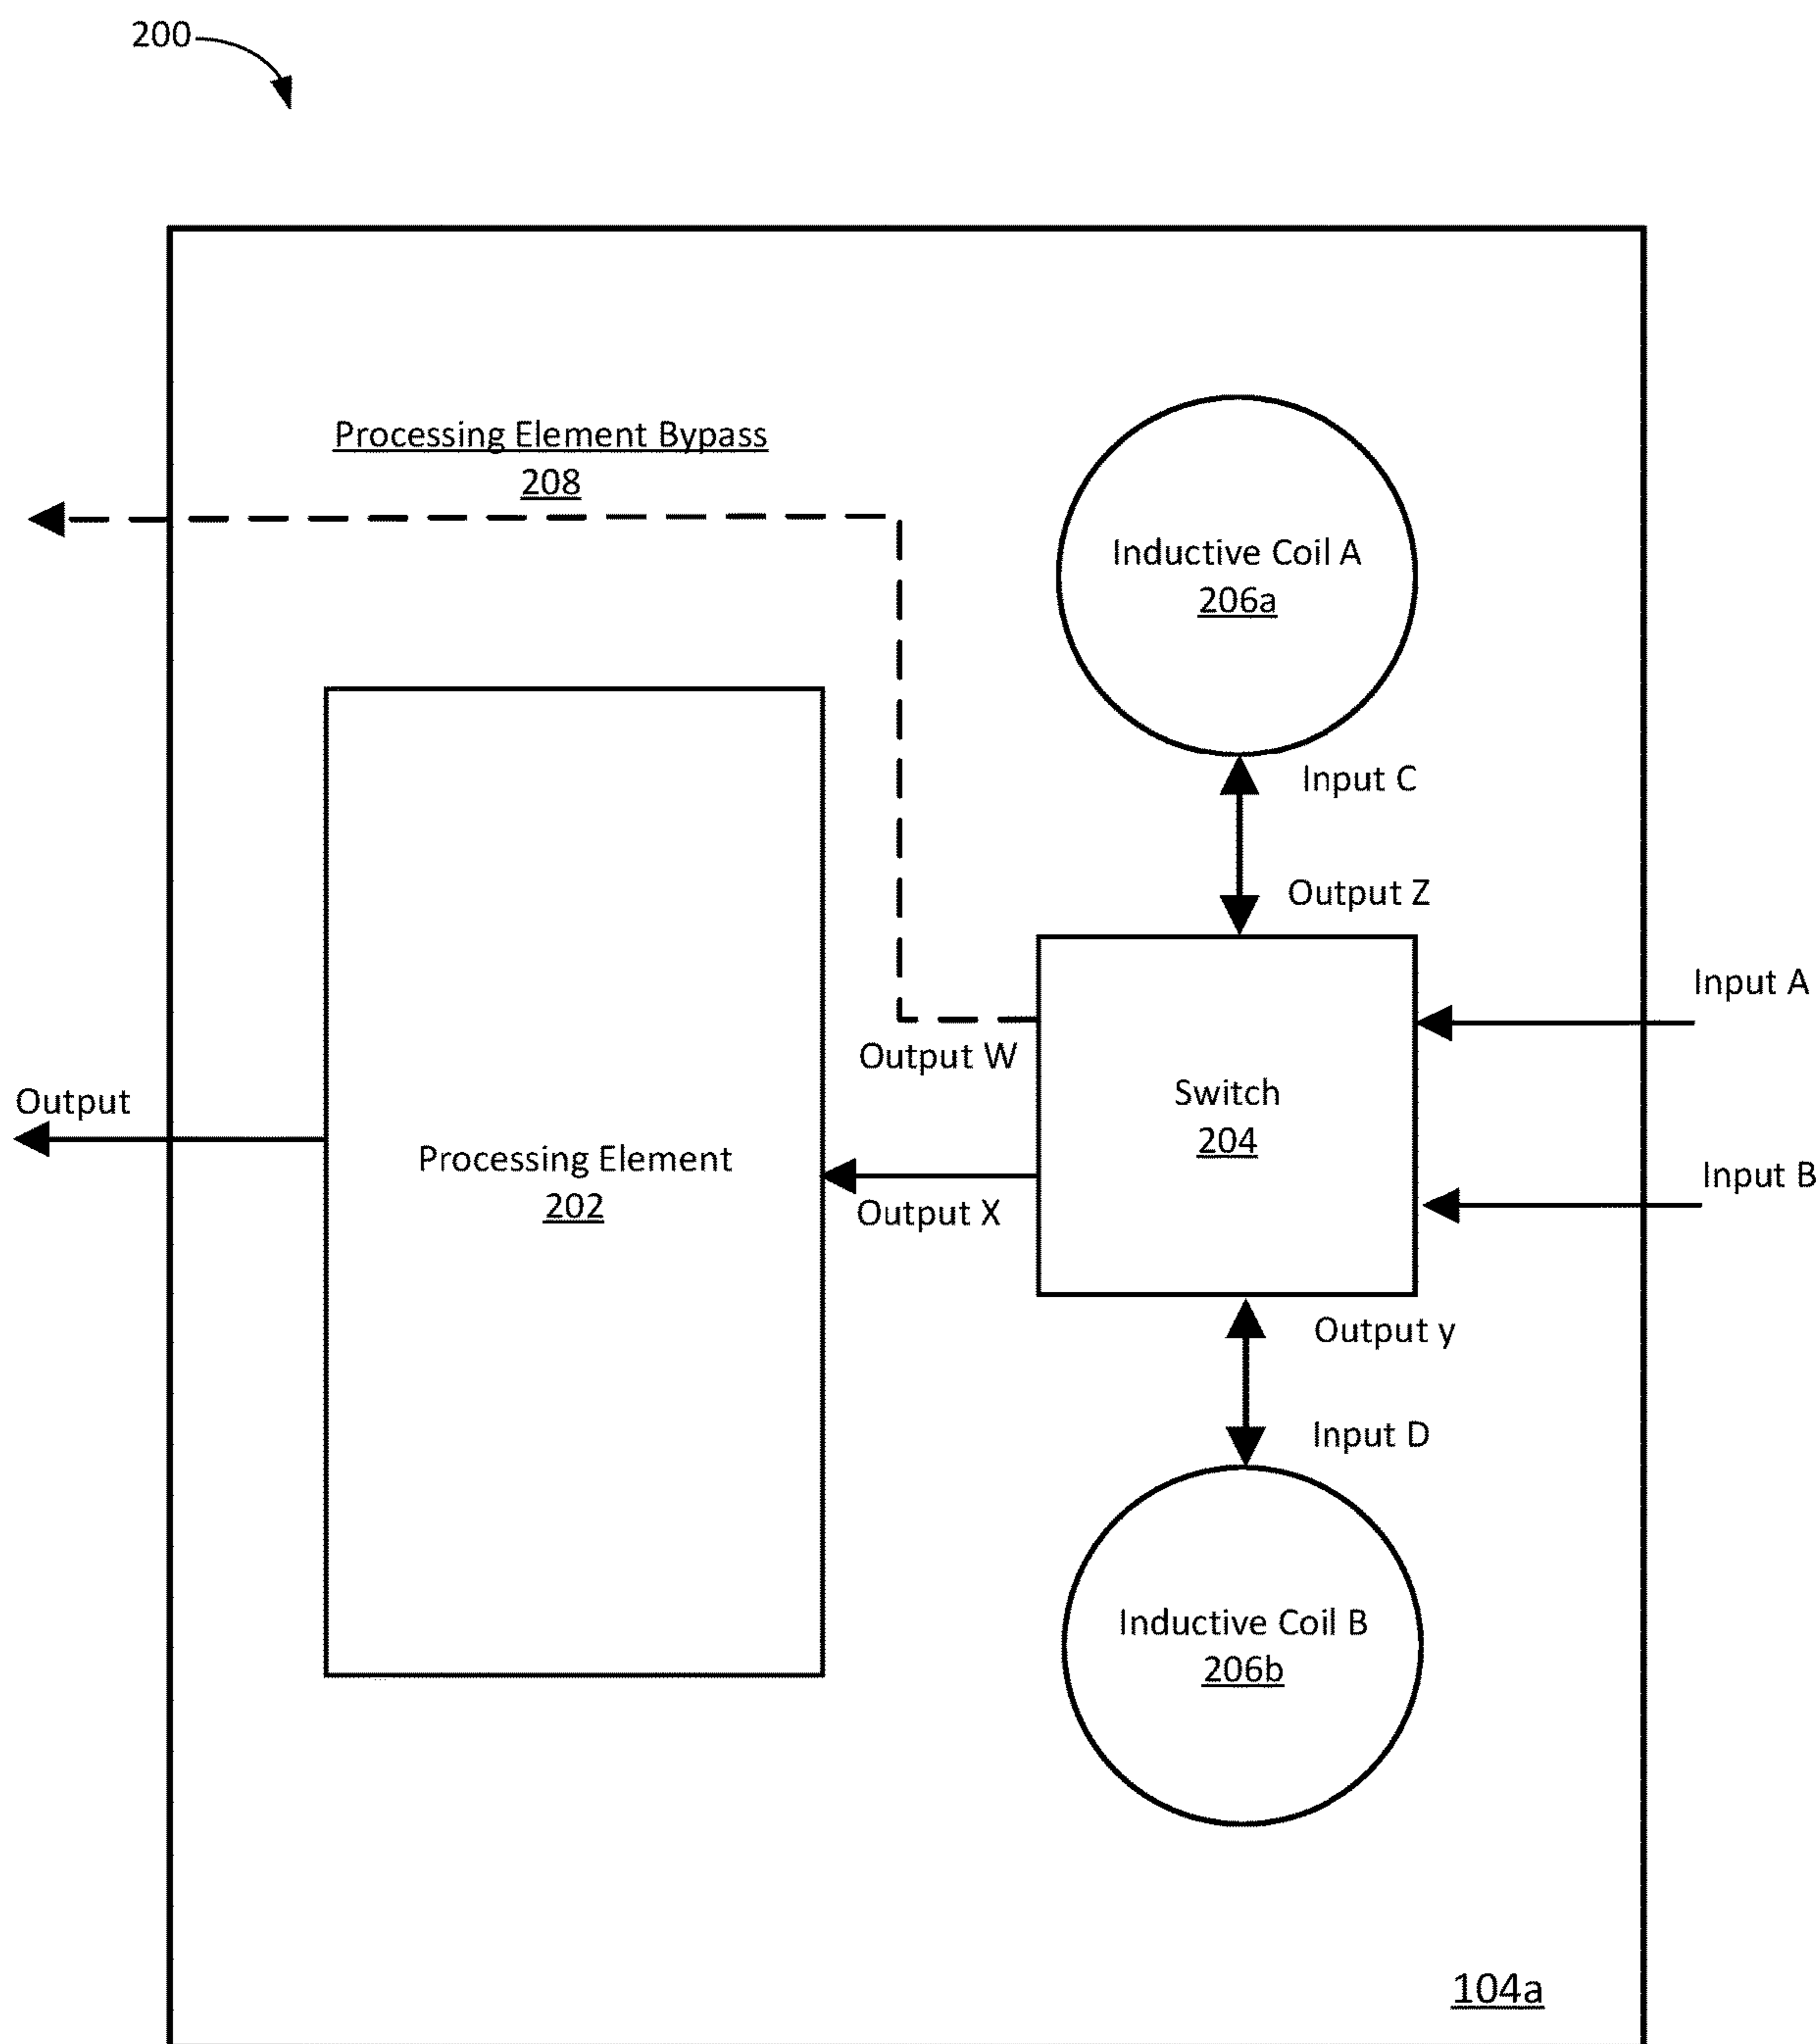 200
Processing Element Bypass
208
Inductive Coil A
206a
Input C
Output Z
Input A
Output W
Switch
204
Output
Processing Element
202
Input B
Output X
Output y
Input D
Inductive Coil B
206b
104a